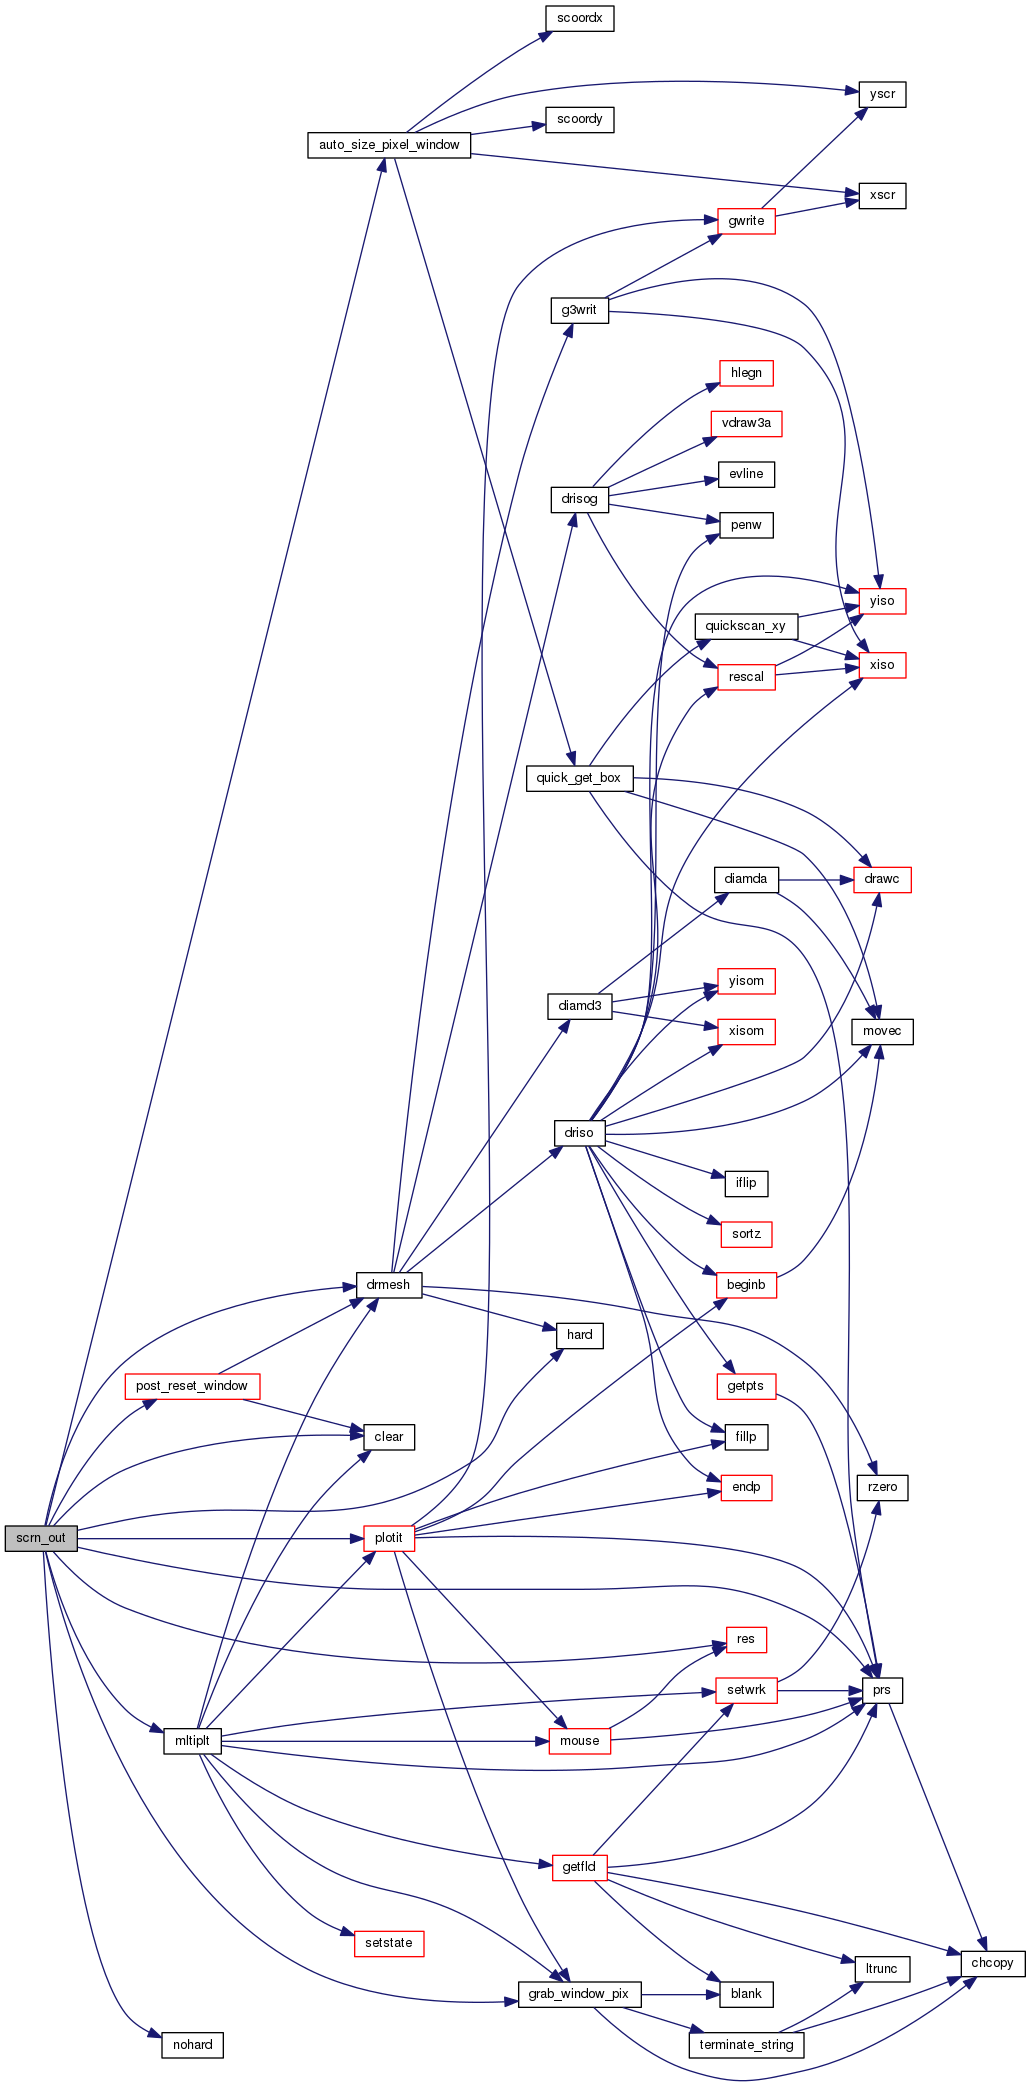 scoordx
yscr
scoordy
auto_size_pixel_window
xscr
gwrite
g3writ
hlegn
vdraw3a
evline
drisog
penw
yiso
quickscan_xy
xiso
rescal
quick_get_box
diamda
drawc
yisom
diamd3
xisom
movec
driso
iflip
sortz
drmesh
beginb
hard
post_reset_window
getpts
clear
fillp
endp
rzero
scrn_out
plotit
res
setwrk
prs
mltiplt
mouse
getfld
setstate
chcopy
ltrunc
grab_window_pix
blank
nohard
terminate_string